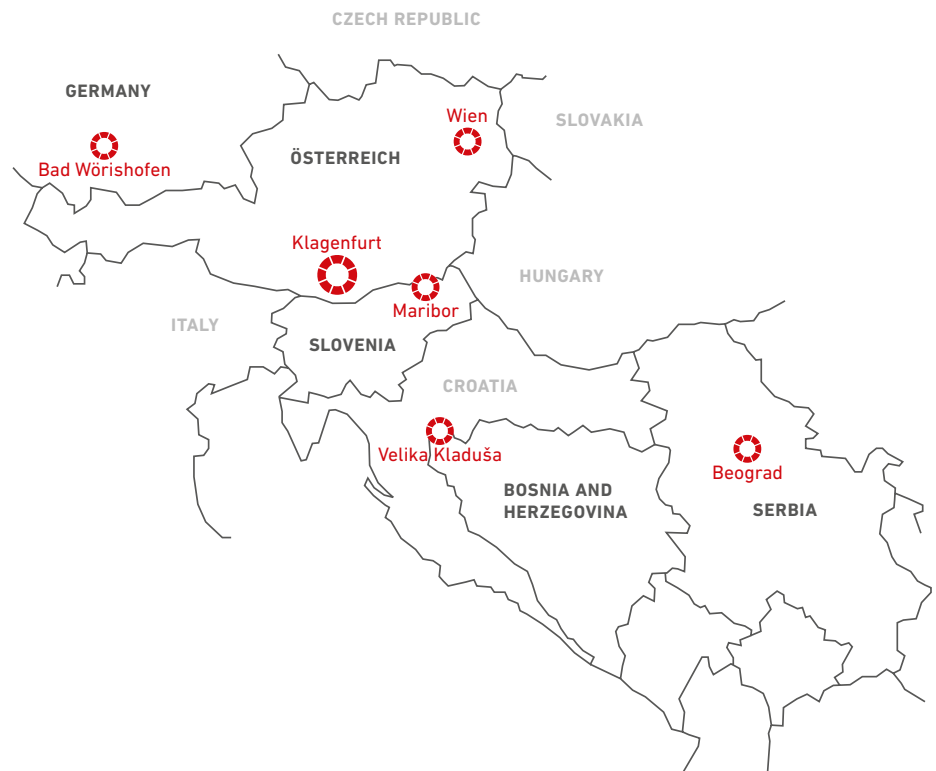 CZECH REPUBLIC
GERMANY
Wien
SLOVAKIA
ÖSTERREICH
Bad Wörishofen
Klagenfurt
HUNGARY
Maribor
ITALY
SLOVENIA
CROATIA
Velika Kladuša
Beograd
BOSNIA AND
HERZEGOVINA
SERBIA